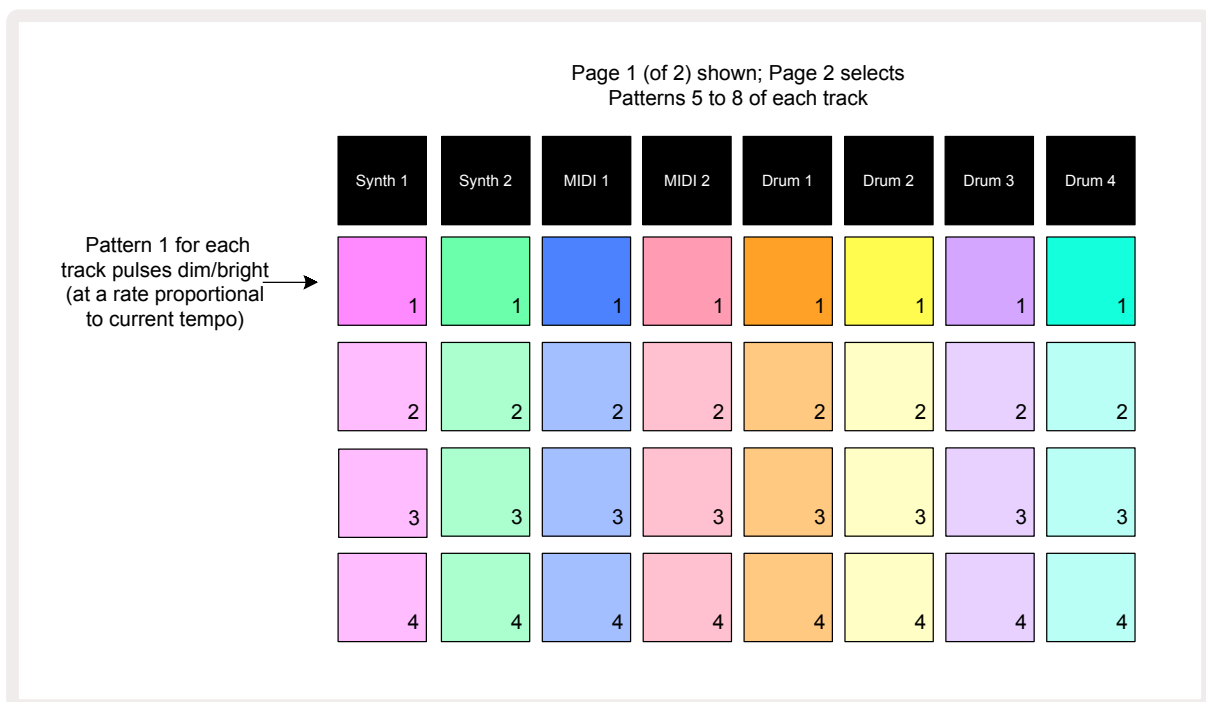 Page 1 (of 2) shown; Page 2 selects
Patterns 5 to 8 of each track
Synth 1 Synth 2 MIDI 1 MIDI 2 Drum 1 Drum 2 Drum 3 Drum 4
Pattern 1 for each
track pulses dim/bright
(at a rate proportional
to current tempo)
1 1 1 1 1 1 1 1
2 2 2 2 2 2 2 2
3 3 3 3 3 3 3 3
4 4 4 4 4 4 4 4